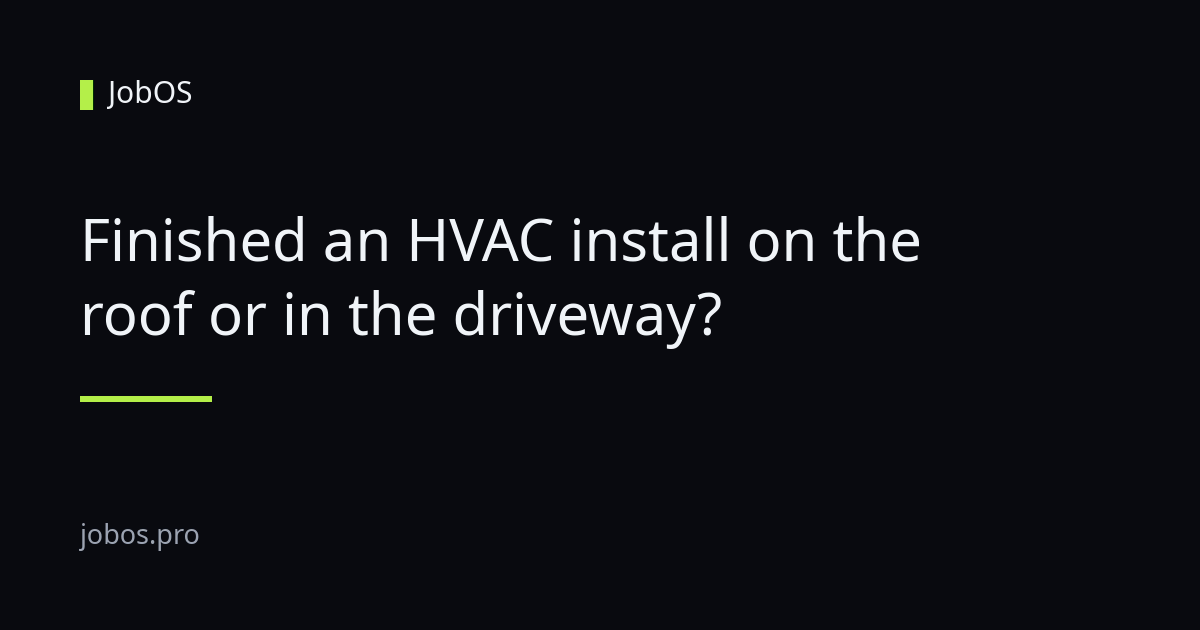 JobOS
Finished an HVAC install on the
roof or in the driveway?
jobos.pro